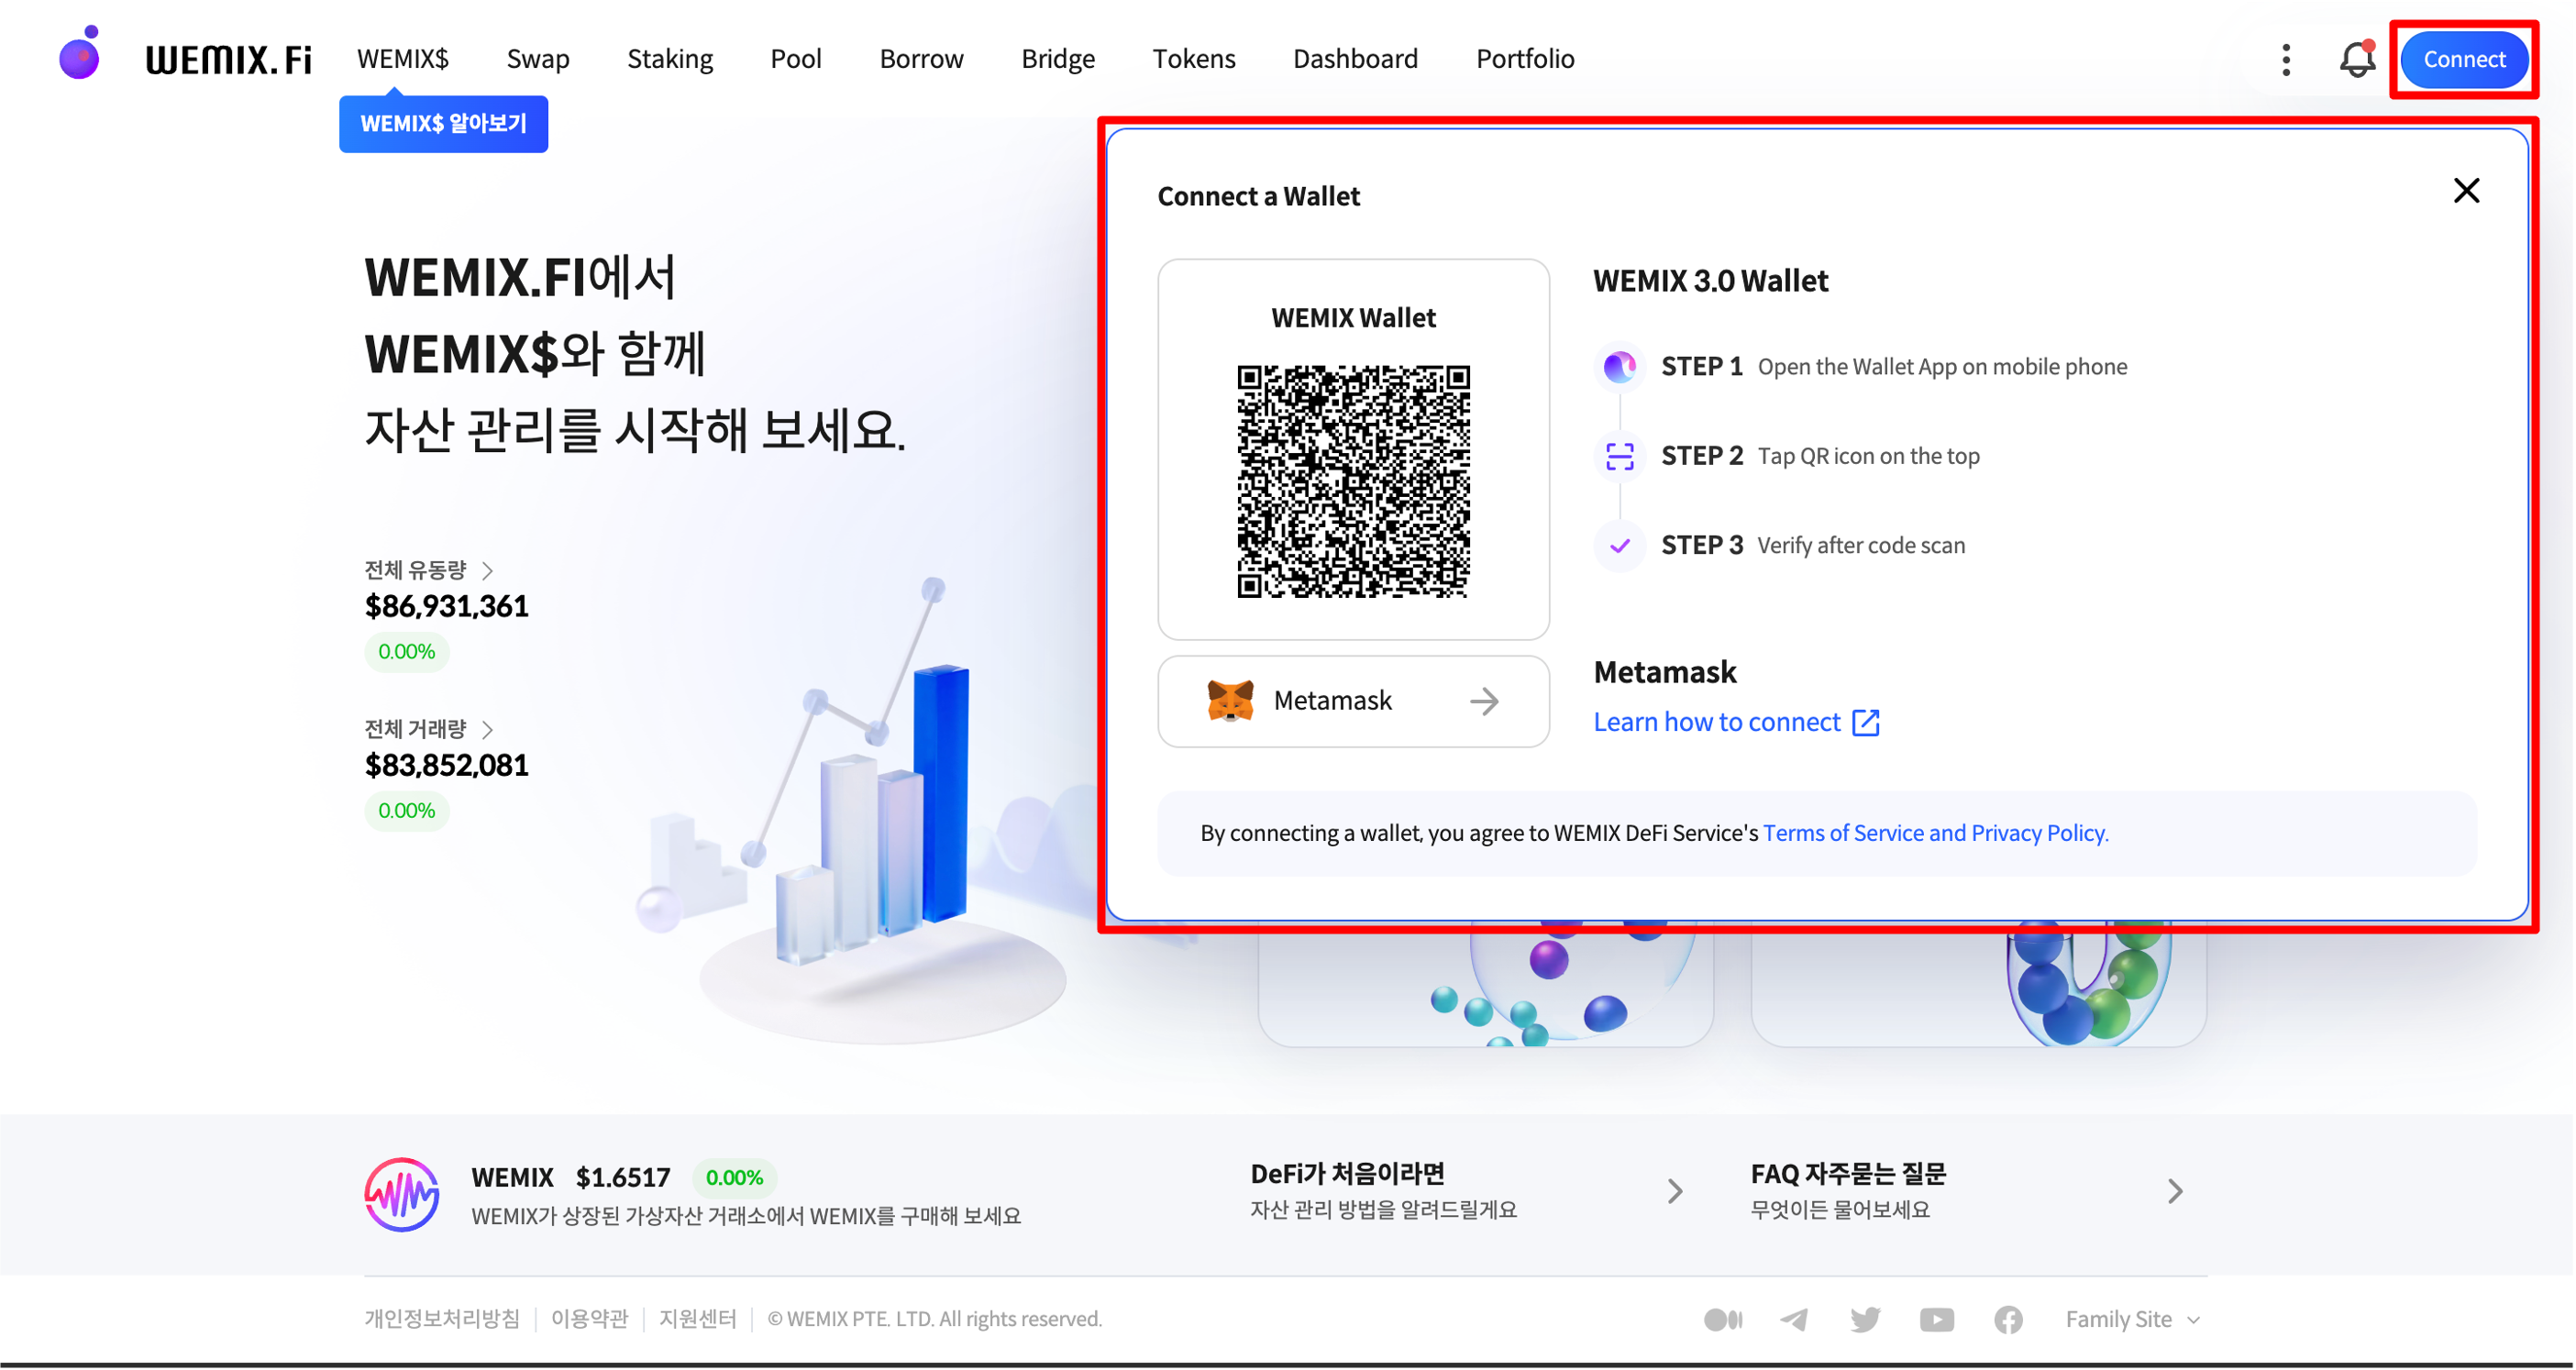 WEMIX.Fi
WEMIX$ Swap Staking Pool Borrow Bridge Tokens Dashboard Portfolio
Connect
WEMIX$ 알아보기
WEMIX.FI에서
WEMIX$와 함께
자산 관리를 시작해 보세요.
전체 유동량
$86,931,361
0.00%
전체 거래량
$83,852,081
0.00%
Connect a Wallet
WEMIX Wallet
WEMIX 3.0 Wallet
STEP 1 Open the Wallet App on mobile phone
STEP 2 Tap QR icon on the top
STEP 3 Verify after code scan
Metamask
Metamask
Learn how to connect
By connecting a wallet, you agree to WEMIX DeFi Service's Terms of Service and Privacy Policy.
WEMIX $1.6517 0.00%
WEMIX가 상장된 가상자산 거래소에서 WEMIX를 구매해 보세요
DeFi가 처음이라면
자산 관리 방법을 알려드릴게요
FAQ 자주묻는 질문
무엇이든 물어보세요
개인정보처리방침 이용약관 지원센터 © WEMIX PTE. LTD. All rights reserved.
Family Site